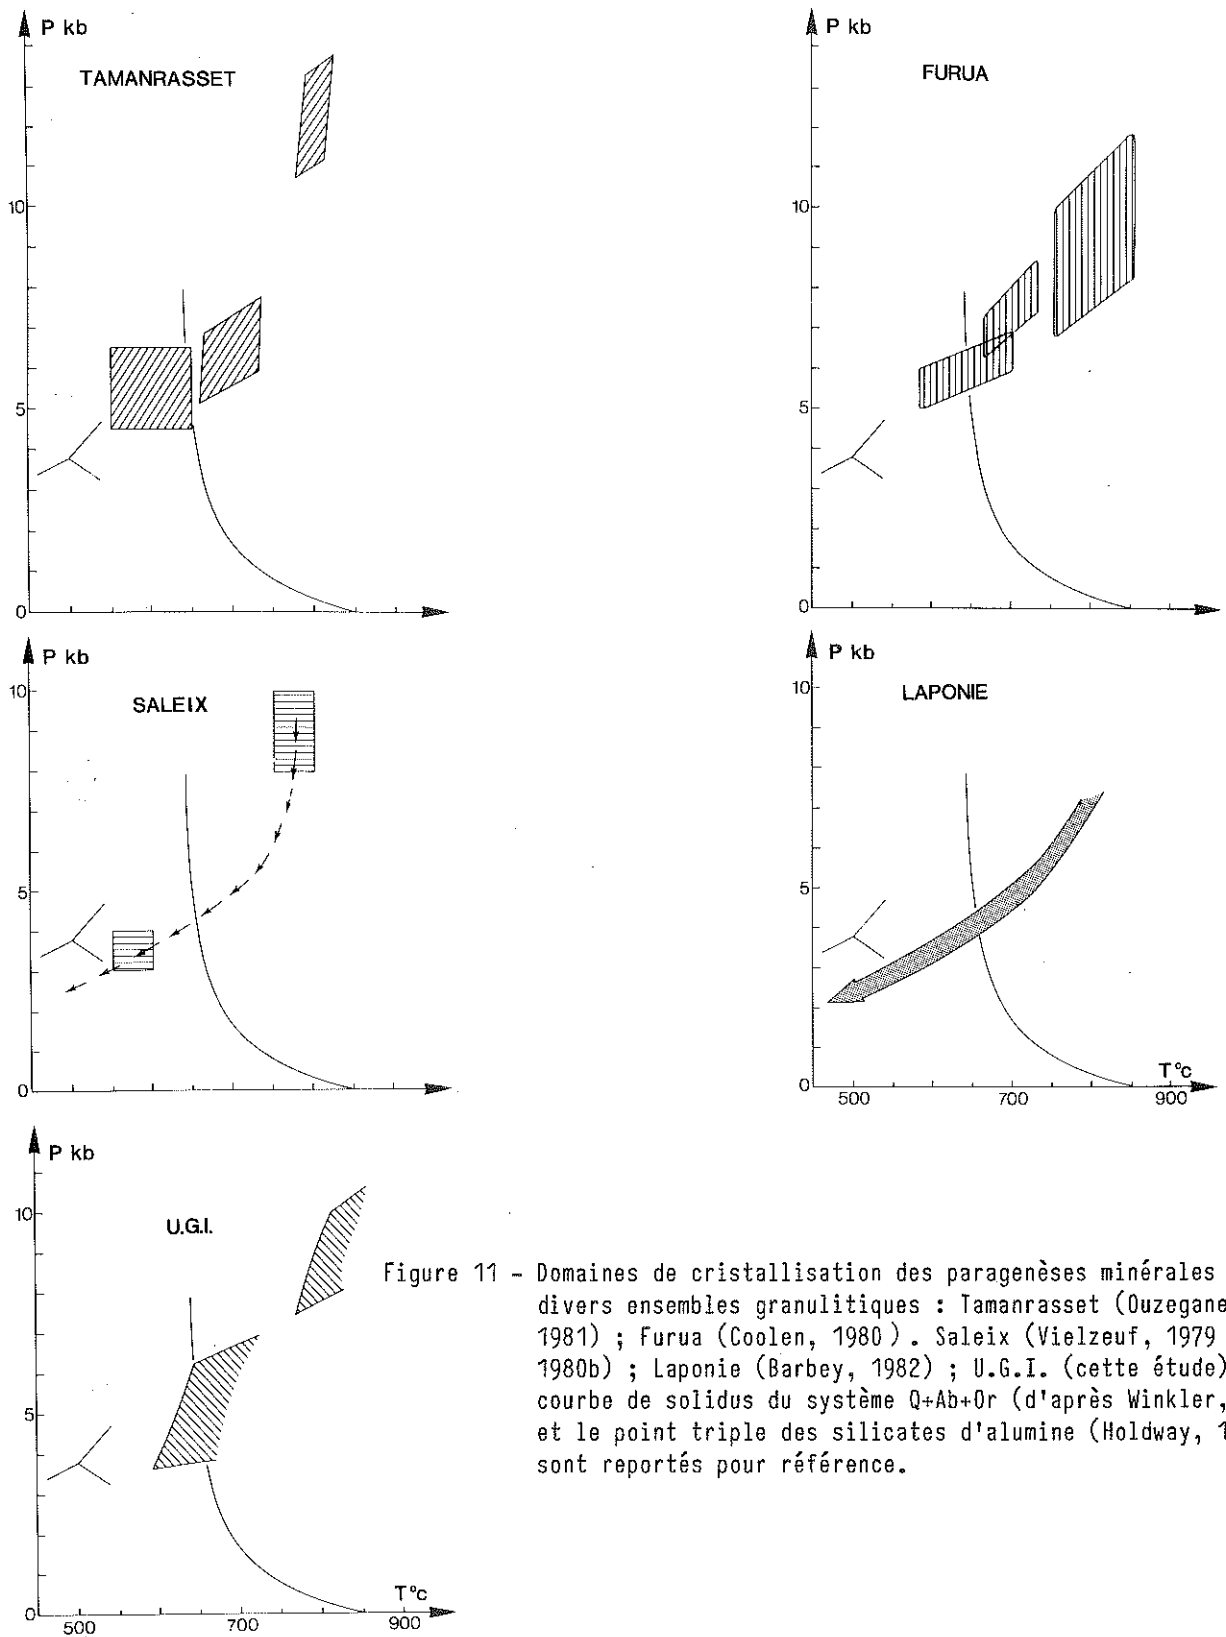 P kb
TAMANRASSET
10
5
0
P kb
FURUA
10
5
0
P kb
SALEIX
10
5
0
P kb
LAPONIE
10
5
0
500
700
900
T°c
P kb
U.G.I.
10
5
0
500
700
900
T°c
Figure 11 - Domaines de cristallisation des paragenèses minérales
divers ensembles granulitiques : Tamanrasset (Ouzegane
1981) ; Furua (Coolen, 1980). Saleix (Vielzeuf, 1979
1980b) ; Laponie (Barbey, 1982) ; U.G.I. (cette étude)
courbe de solidus du système Q+Ab+Or (d'après Winkler,
et le point triple des silicates d'alumine (Holdway, 1
sont reportés pour référence.